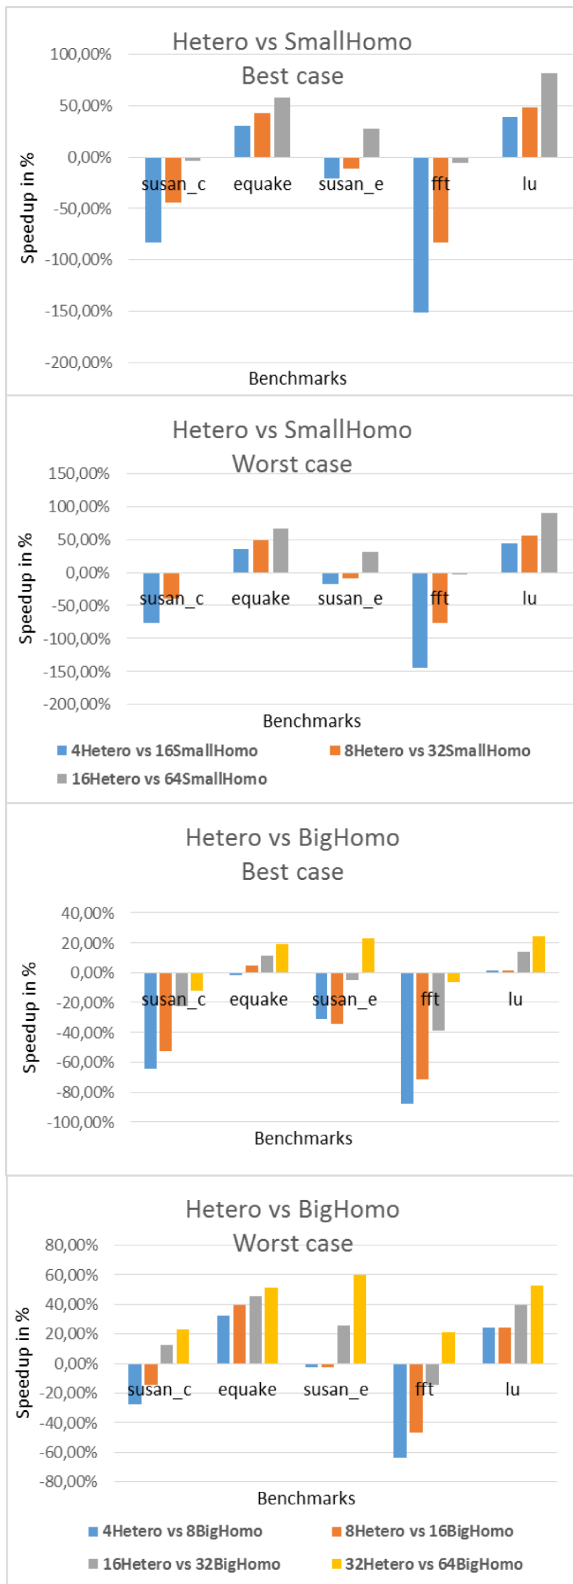 Hetero vs SmallHomo
Best case
100,00%
50,00%
0,00%
-50,00%
-100,00%
-150,00%
-200,00%
Speedup in %
susan_c equake susan_e fft lu
Benchmarks
Hetero vs SmallHomo
Worst case
150,00%
100,00%
50,00%
0,00%
-50,00%
-100,00%
-150,00%
-200,00%
Speedup in %
susan_c equake susan_e fft lu
Benchmarks
4Hetero vs 16SmallHomo 8Hetero vs 32SmallHomo
16Hetero vs 64SmallHomo
Hetero vs BigHomo
Best case
40,00%
20,00%
0,00%
-20,00%
-40,00%
-60,00%
-80,00%
-100,00%
Speedup in %
susan_c equake susan_e fft lu
Benchmarks
Hetero vs BigHomo
Worst case
80,00%
60,00%
40,00%
20,00%
0,00%
-20,00%
-40,00%
-60,00%
-80,00%
Speedup in %
susan_c equake susan_e fft lu
Benchmarks
4Hetero vs 8BigHomo 8Hetero vs 16BigHomo
16Hetero vs 32BigHomo 32Hetero vs 64BigHomo